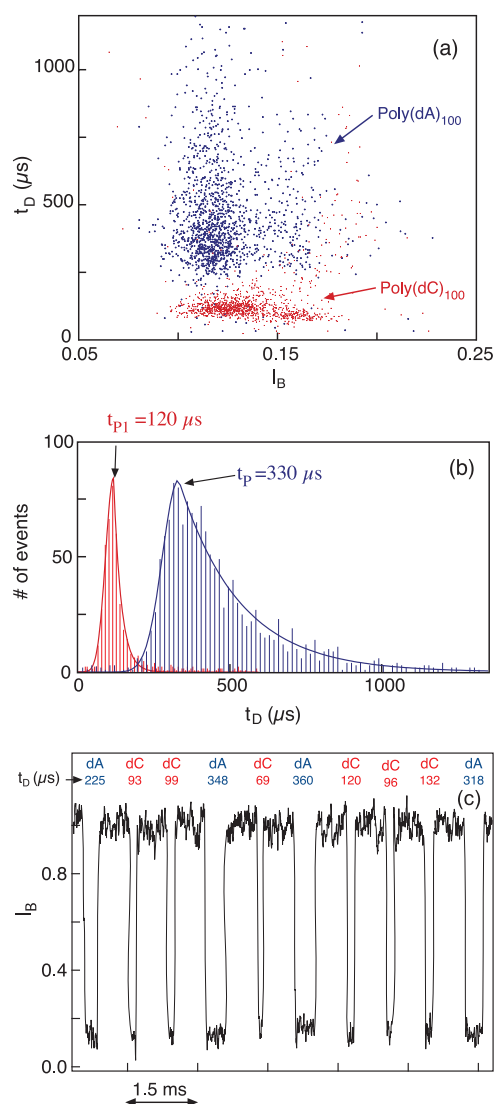 (a)
1000
Poly(dA)100
t_D (µs)
500
Poly(dC)100
0
0.05 0.15 0.25
I_B
t_P1 =120 µs
100
(b)
t_P=330 µs
# of events
50
0
0 500 1000
t_D (µs)
dA dC dC dA dC dA dC dC dC dA
t_D (µs) 225 93 99 348 69 360 120 96 132 318
(c)
0.8
I_B
0.4
0.0
1.5 ms